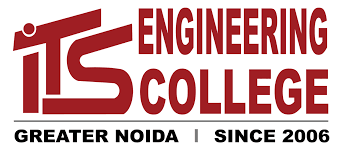 iTS ENGINEERING
COLLEGE
GREATER NOIDA | SINCE 2006